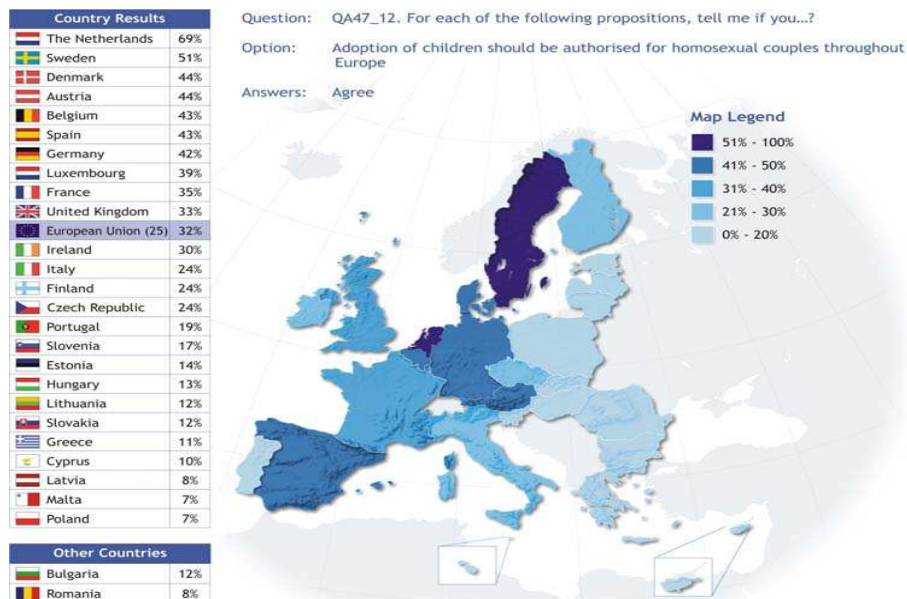 Country Results
The Netherlands 69%
Sweden 51%
Denmark 44%
Austria 44%
Belgium 43%
Spain 43%
Germany 42%
Luxembourg 39%
France 35%
United Kingdom 33%
European Union (25) 32%
Ireland 30%
Italy 24%
Finland 24%
Czech Republic 24%
Portugal 19%
Slovenia 17%
Estonia 14%
Hungary 13%
Lithuania 12%
Slovakia 12%
Greece 11%
Cyprus 10%
Latvia 8%
Malta 7%
Poland 7%
Other Countries
Bulgaria 12%
Romania 8%
Question: QA47_12. For each of the following propositions, tell me if you...?
Option: Adoption of children should be authorised for homosexual couples throughout
Europe
Answers: Agree
Map Legend
51% - 100%
41% - 50%
31% - 40%
21% - 30%
0% - 20%